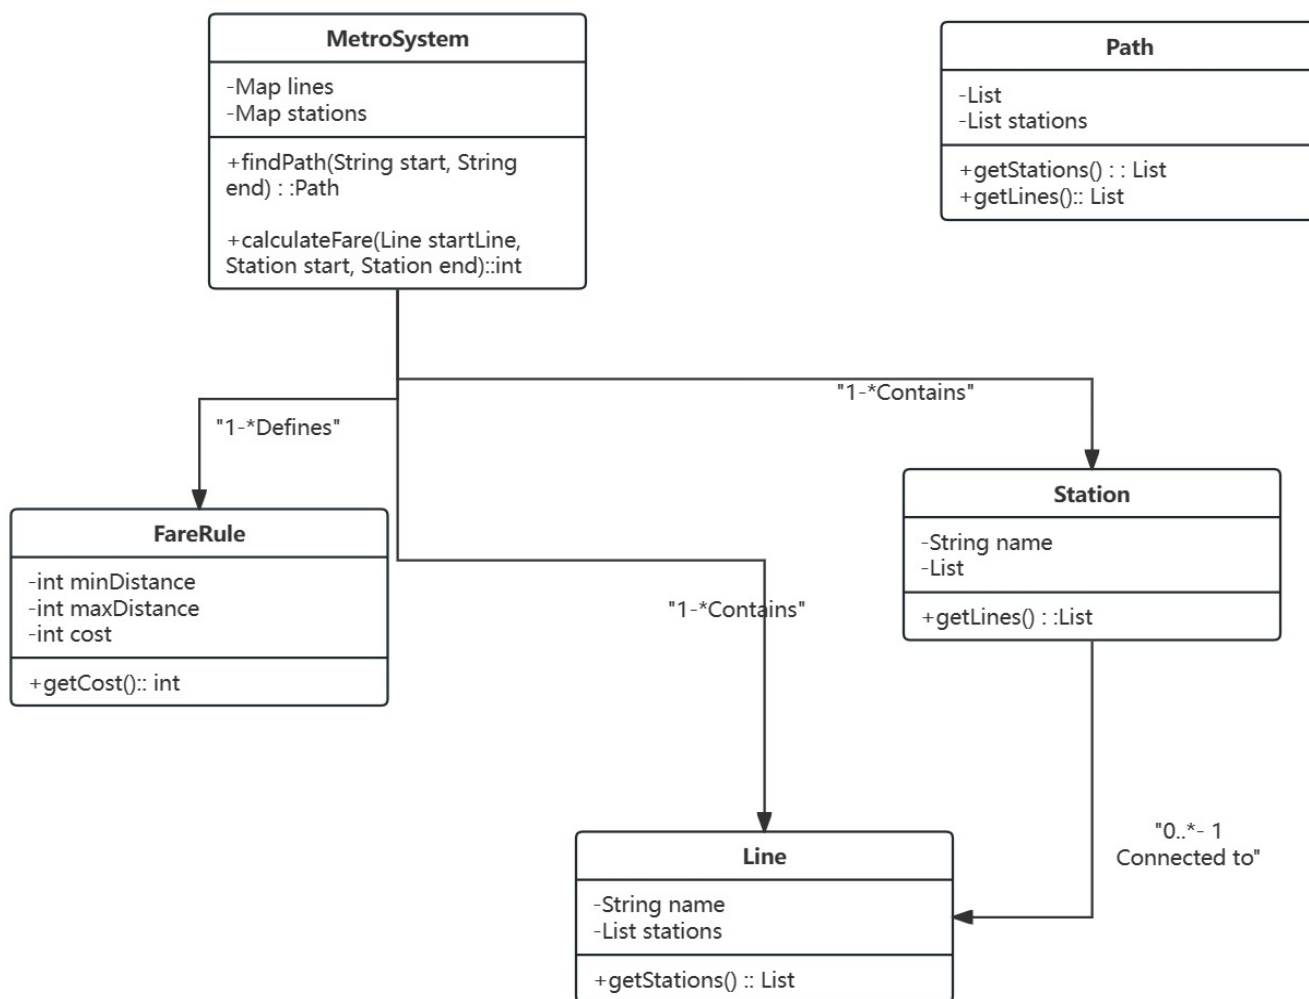 MetroSystem
-Map lines
-Map stations
+findPath(String start, String
end) : :Path
+calculateFare(Line startLine,
Station start, Station end)::int
Path
-List
-List stations
+getStations() : : List
+getLines():: List
"1-*Defines"
"1-*Contains"
FareRule
-int minDistance
-int maxDistance
-int cost
+getCost():: int
Station
-String name
-List
+getLines() : :List
"1-*Contains"
"0..*- 1
Connected to"
Line
-String name
-List stations
+getStations() :: List